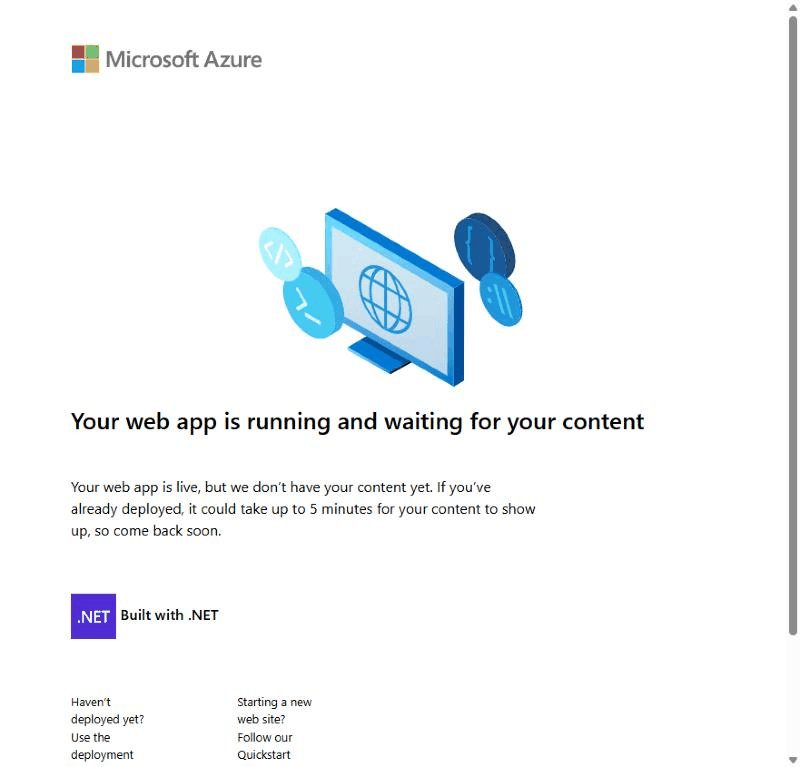 Microsoft Azure
</>
>_
{ }
:\\
Your web app is running and waiting for your content
Your web app is live, but we don’t have your content yet. If you’ve
already deployed, it could take up to 5 minutes for your content to show
up, so come back soon.
.NET Built with .NET
Haven’t
deployed yet?
Use the
deployment
Starting a new
web site?
Follow our
Quickstart